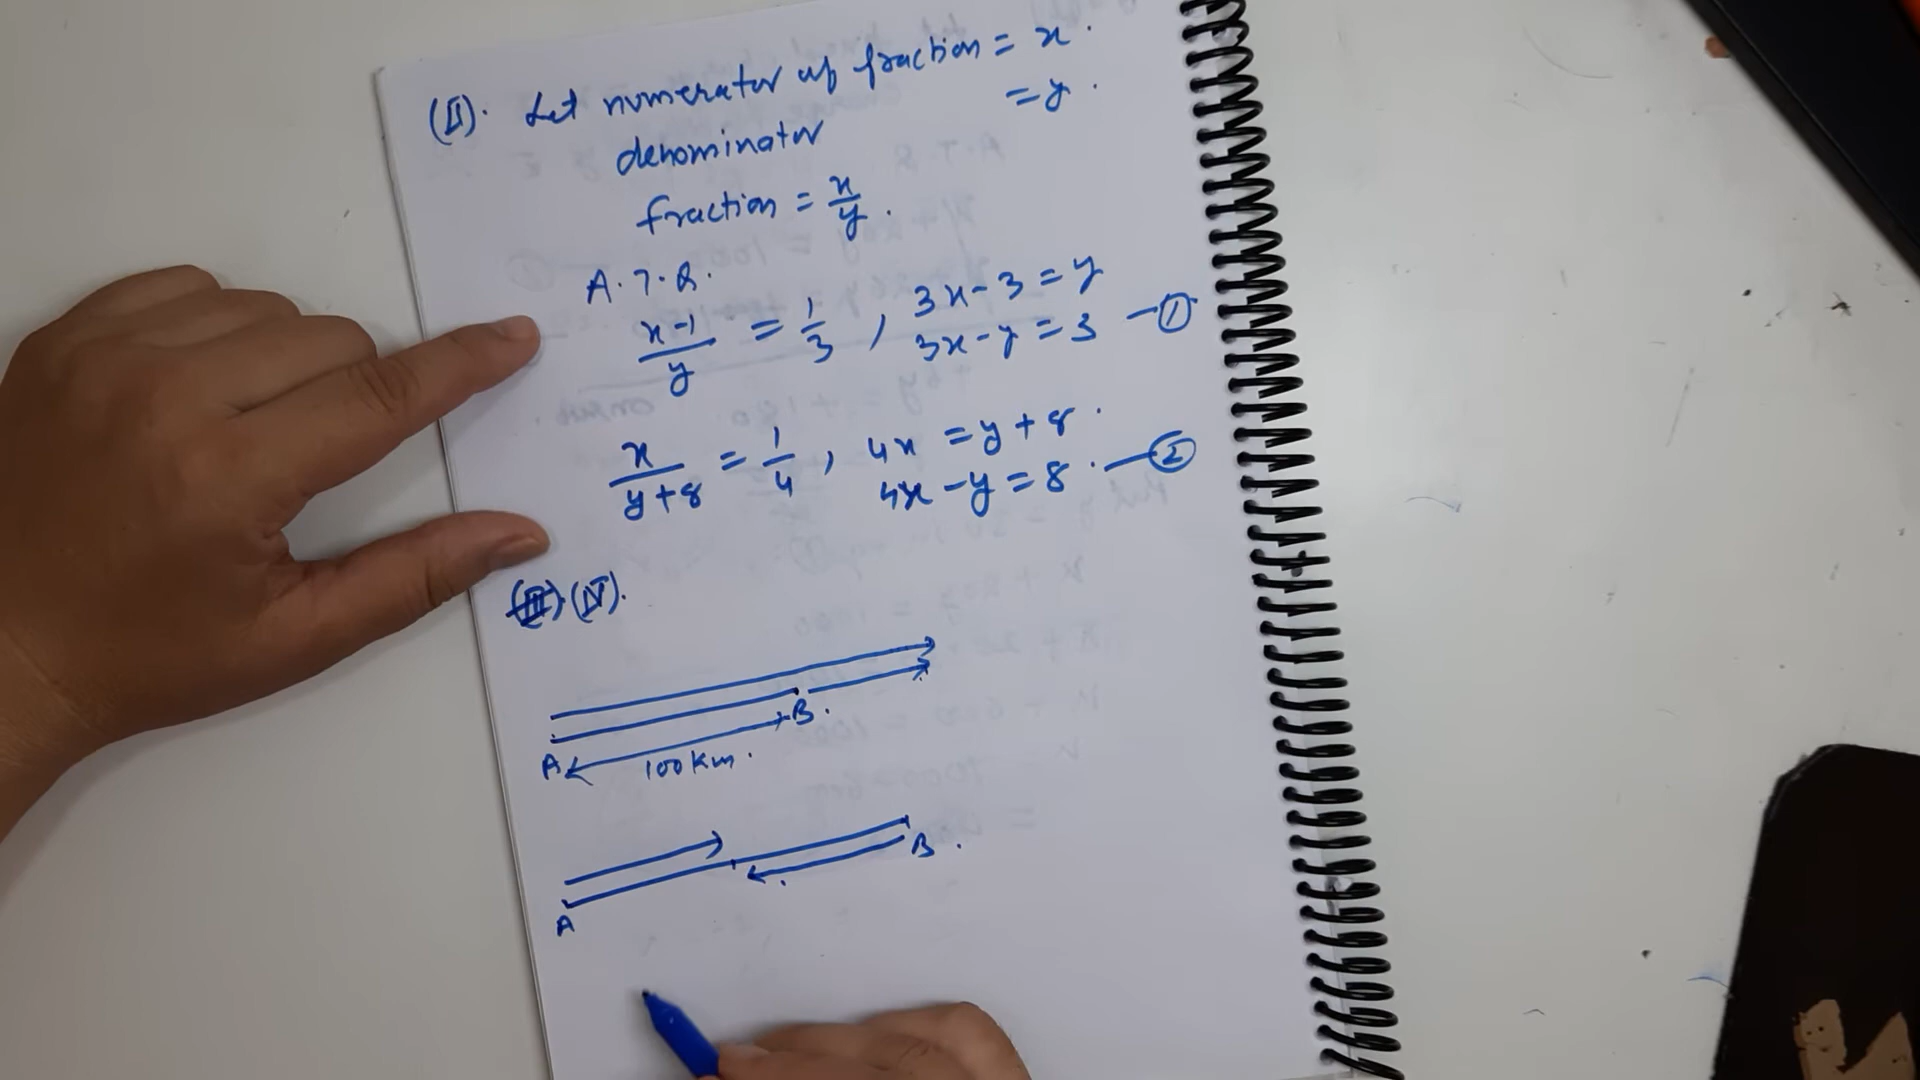 (II). Let numerator of fraction = x.
denominator = y.
fraction = x/y.
A.T.Q.
(x-1)/y = 1/3, 3x-3 = y
3x-y = 3 —①
x/(y+8) = 1/4, 4x = y+8.
4x-y = 8. —②
(III) (IV).
B.
A 100 Km.
B.
A